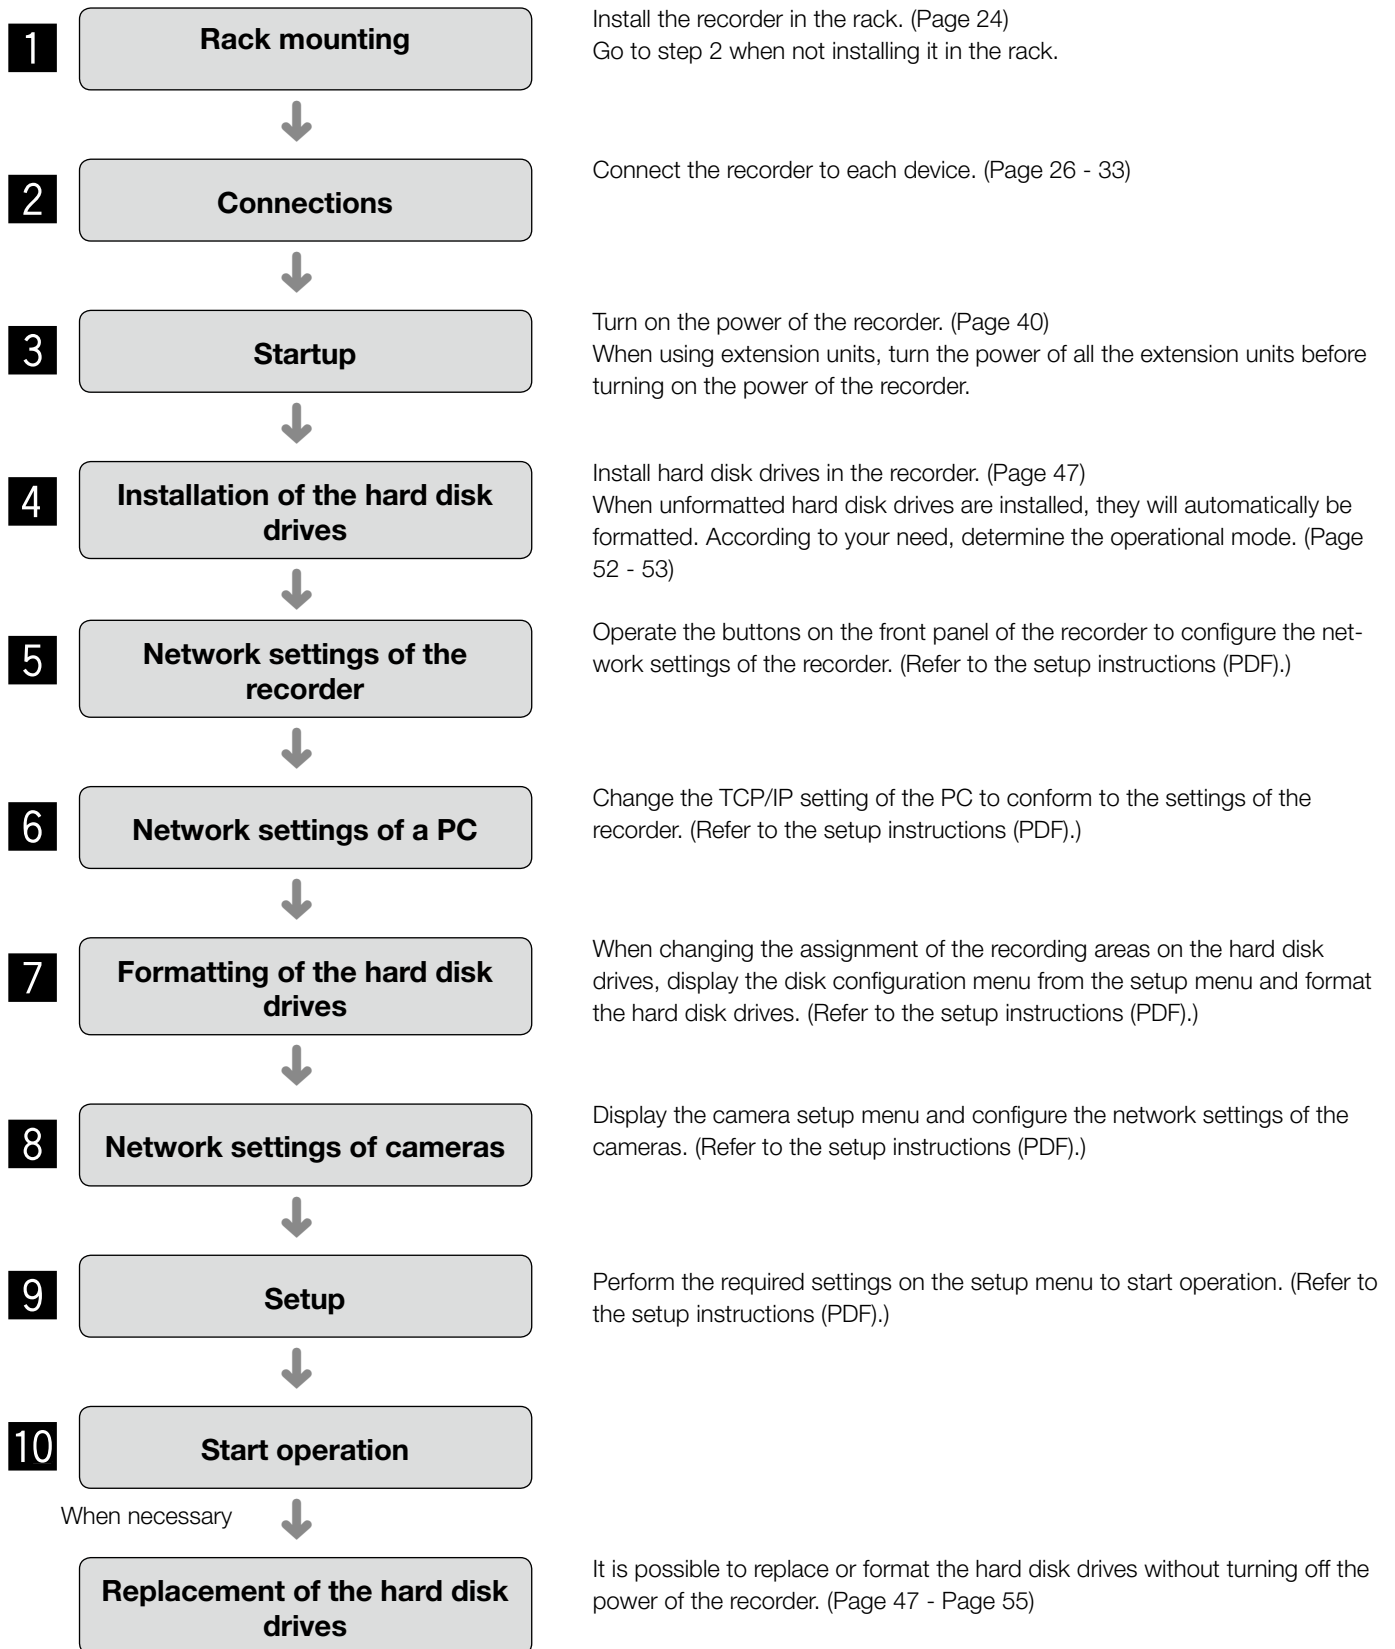 1
Rack mounting
Install the recorder in the rack. (Page 24)
Go to step 2 when not installing it in the rack.
2
Connections
Connect the recorder to each device. (Page 26 - 33)
3
Startup
Turn on the power of the recorder. (Page 40)
When using extension units, turn the power of all the extension units before
turning on the power of the recorder.
4
Installation of the hard disk
drives
Install hard disk drives in the recorder. (Page 47)
When unformatted hard disk drives are installed, they will automatically be
formatted. According to your need, determine the operational mode. (Page
52 - 53)
5
Network settings of the
recorder
Operate the buttons on the front panel of the recorder to configure the net-
work settings of the recorder. (Refer to the setup instructions (PDF).)
6
Network settings of a PC
Change the TCP/IP setting of the PC to conform to the settings of the
recorder. (Refer to the setup instructions (PDF).)
7
Formatting of the hard disk
drives
When changing the assignment of the recording areas on the hard disk
drives, display the disk configuration menu from the setup menu and format
the hard disk drives. (Refer to the setup instructions (PDF).)
8
Network settings of cameras
Display the camera setup menu and configure the network settings of the
cameras. (Refer to the setup instructions (PDF).)
9
Setup
Perform the required settings on the setup menu to start operation. (Refer to
the setup instructions (PDF).)
10
Start operation
When necessary
Replacement of the hard disk
drives
It is possible to replace or format the hard disk drives without turning off the
power of the recorder. (Page 47 - Page 55)